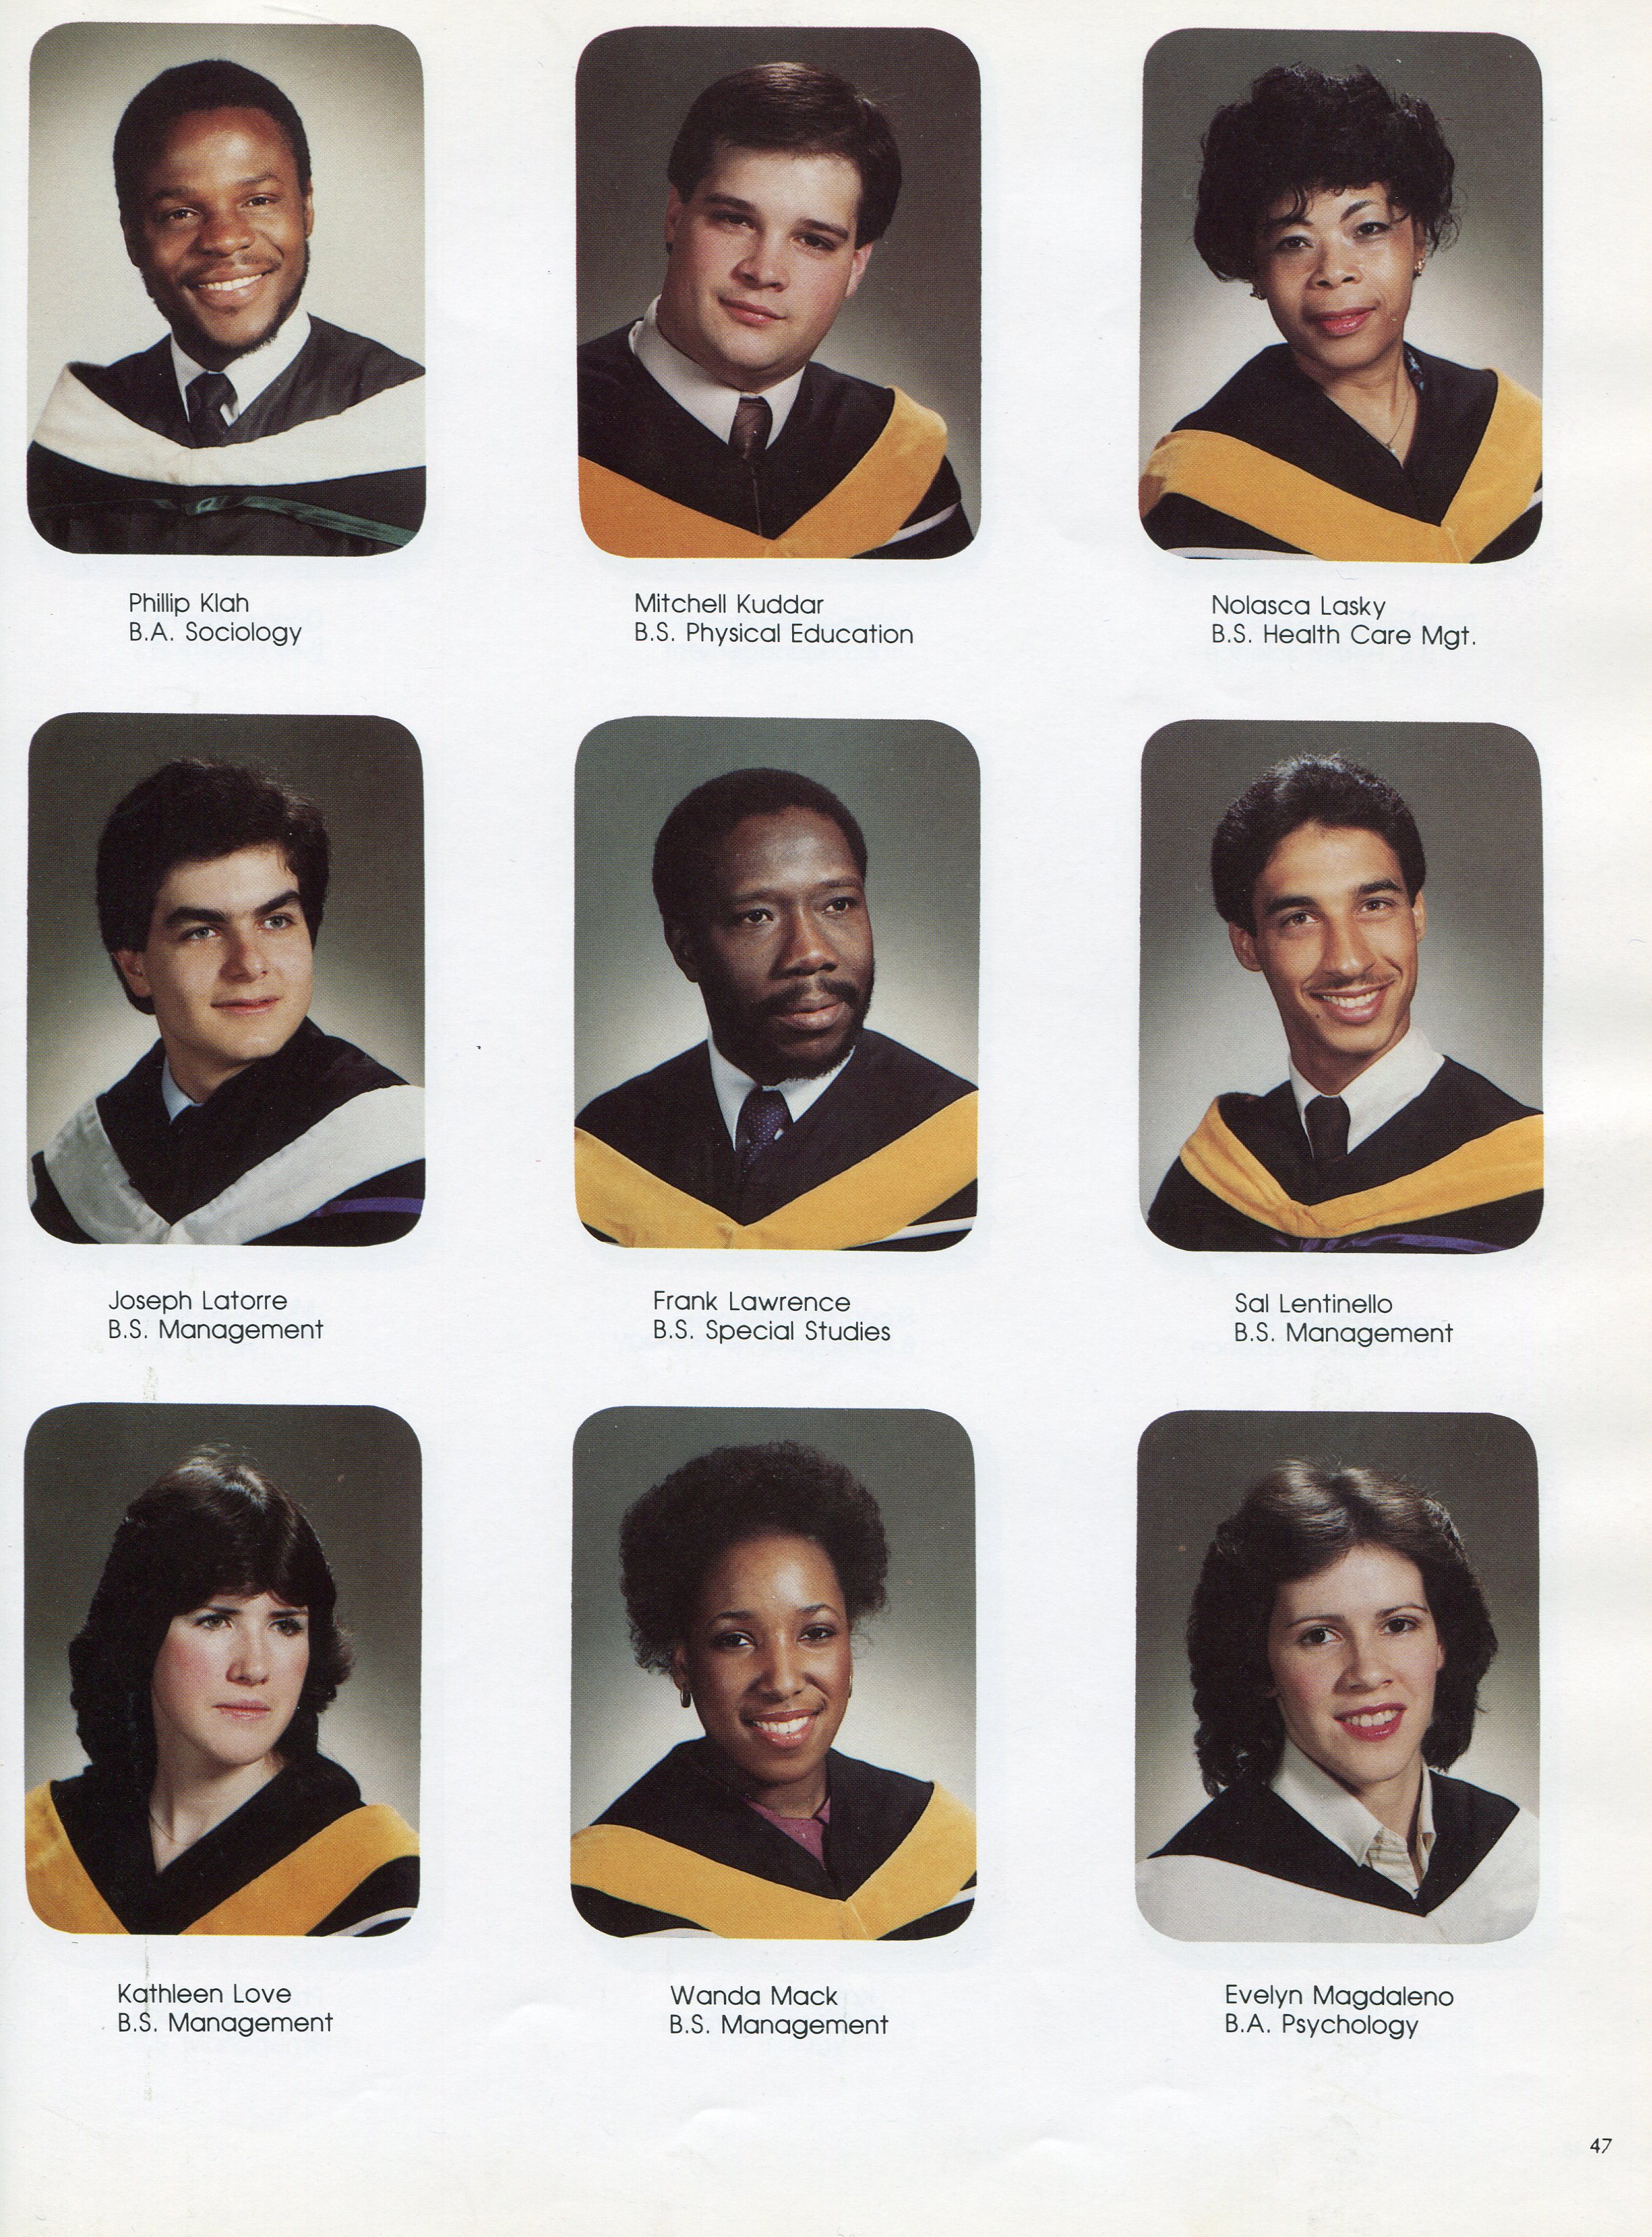 Phillip Klah
B.A. Sociology
Mitchell Kuddar
B.S. Physical Education
Nolasca Lasky
B.S. Health Care Mgt.
Joseph Latorre
B.S. Management
Frank Lawrence
B.S. Special Studies
Sal Lentinello
B.S. Management
Kathleen Love
B.S. Management
Wanda Mack
B.S. Management
Evelyn Magdaleno
B.A. Psychology
47